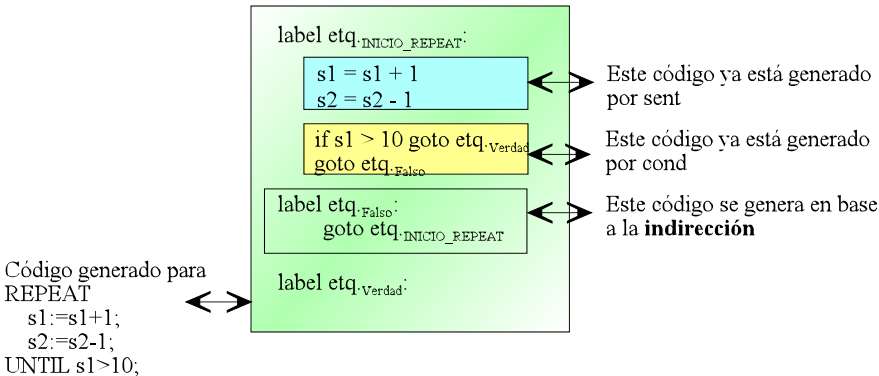 label etq.INICIO_REPEAT:
s1 = s1 + 1
s2 = s2 - 1
Este código ya está generado
por sent
if s1 > 10 goto etq.Verdad
goto etq.Falso
Este código ya está generado
por cond
label etq.Falso:
goto etq.INICIO_REPEAT
Este código se genera en base
a la indirección
label etq.Verdad:
Código generado para
REPEAT
s1:=s1+1;
s2:=s2-1;
UNTIL s1>10;